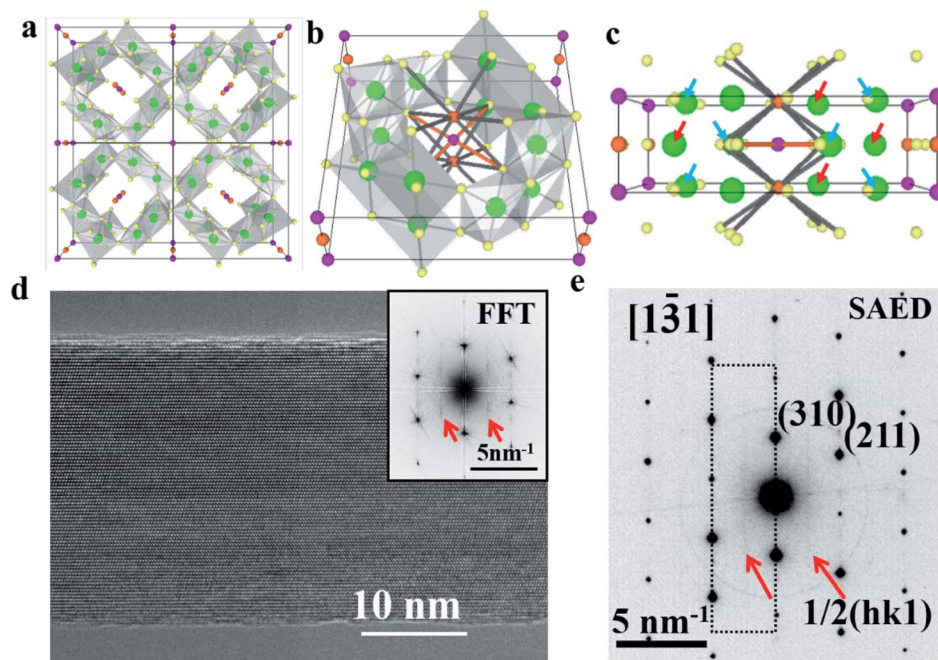 a
b
c
d
FFT
5nm⁻¹
10 nm
e
[13̄1]
SAED
(310)
(211)
1/2(hk1)
5 nm⁻¹